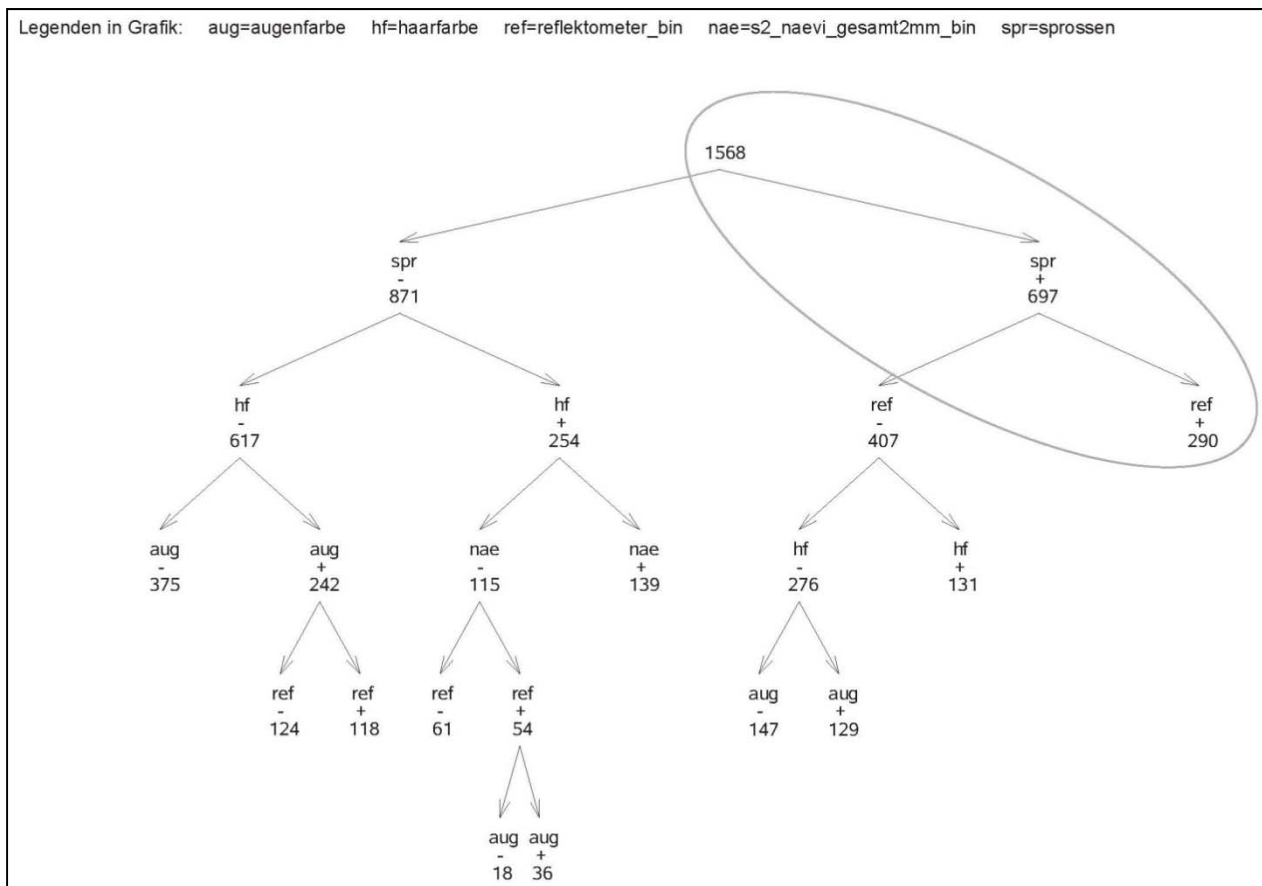 Legenden in Grafik: aug=augenfarbe hf=haarfarbe ref=reflektometer_bin nae=s2_naevi_gesamt2mm_bin spr=sprossen
1568
spr spr
- +
871 697
hf hf ref ref
- + - +
617 254 407 290
aug aug nae nae hf hf
- + - + - +
375 242 115 139 276 131
ref ref ref ref aug aug
- + - + - +
124 118 61 54 147 129
aug aug
- +
18 36